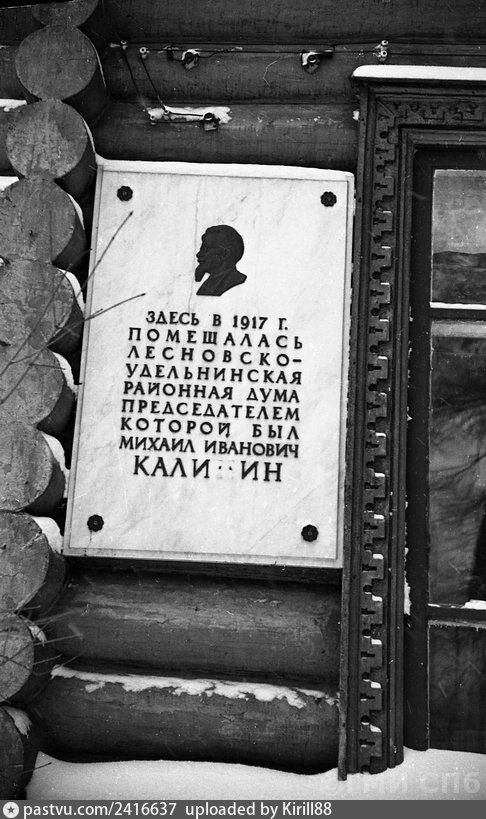 ЗДЕСЬ В 1917 Г.
ПОМЕЩАЛАСЬ
ЛЕСНОВСКО-
УДЕЛЬНИНСКАЯ
РАЙОННАЯ ДУМА
ПРЕДСЕДАТЕЛЕМ
КОТОРОЙ БЫЛ
МИХАИЛ ИВАНОВИЧ
КАЛИ ИН
СПб
pastvu.com/2416637 uploaded by Kirill88